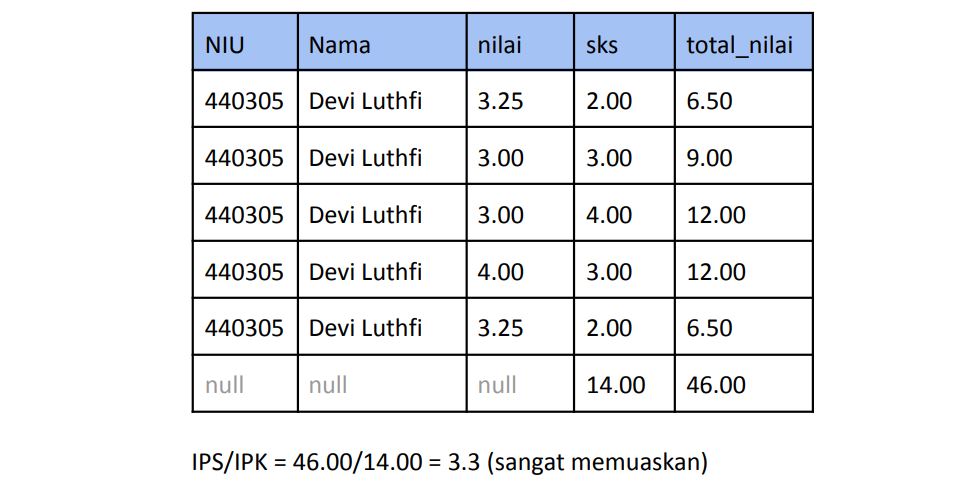 NIU Nama nilai sks total_nilai
440305 Devi Luthfi 3.25 2.00 6.50
440305 Devi Luthfi 3.00 3.00 9.00
440305 Devi Luthfi 3.00 4.00 12.00
440305 Devi Luthfi 4.00 3.00 12.00
440305 Devi Luthfi 3.25 2.00 6.50
null null null 14.00 46.00
IPS/IPK = 46.00/14.00 = 3.3 (sangat memuaskan)